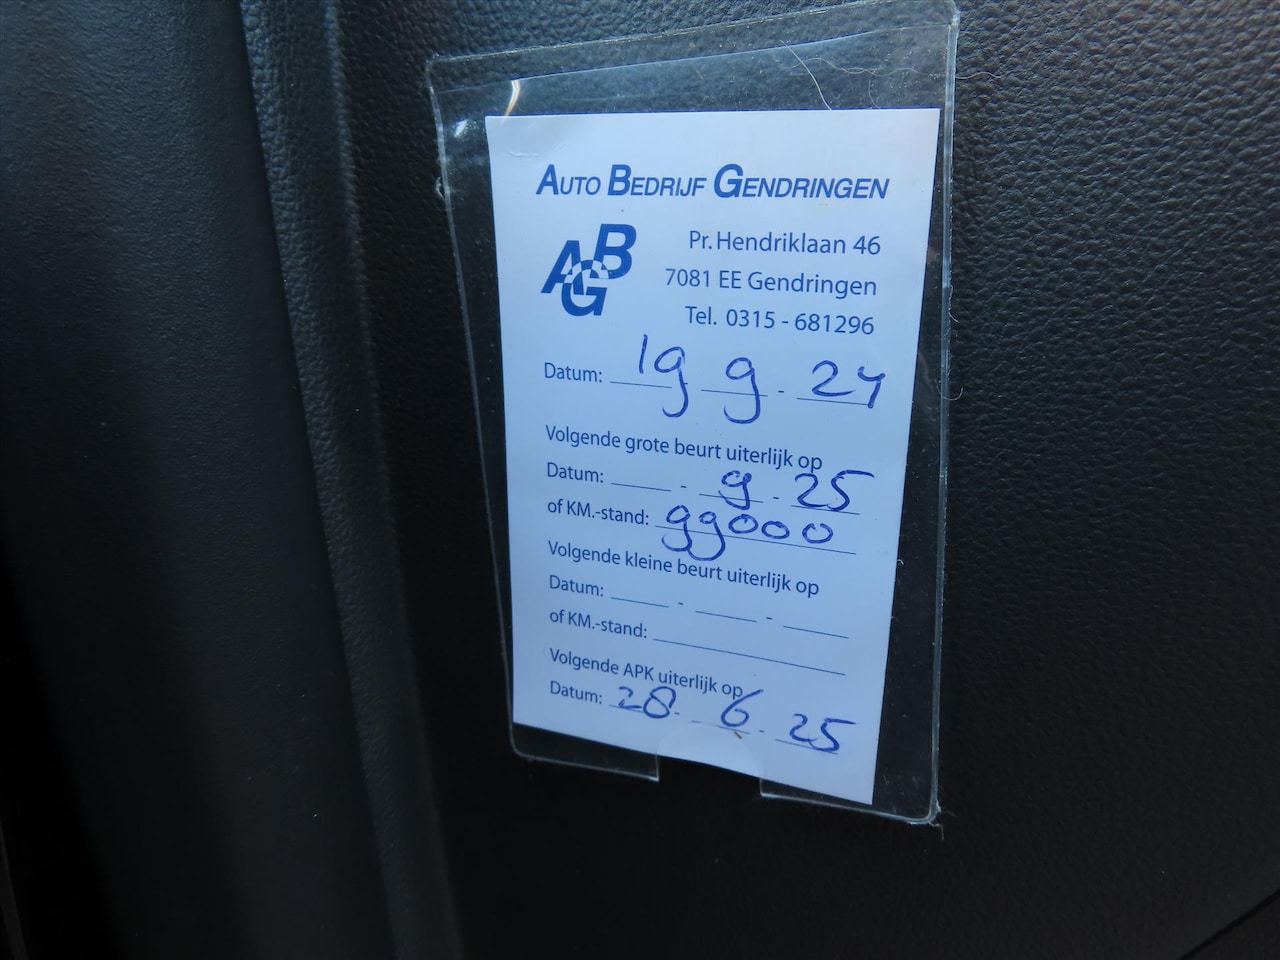 AUTO BEDRIJF GENDRINGEN
ABG
Pr. Hendriklaan 46
7081 EE Gendringen
Tel. 0315 - 681296
Datum: 19 - 9 - 24
Volgende grote beurt uiterlijk op
Datum: - 9 - 25
of KM.-stand: 99000
Volgende kleine beurt uiterlijk op
Datum: - -
of KM.-stand:
Volgende APK uiterlijk op
Datum: 28 - 6 - 25